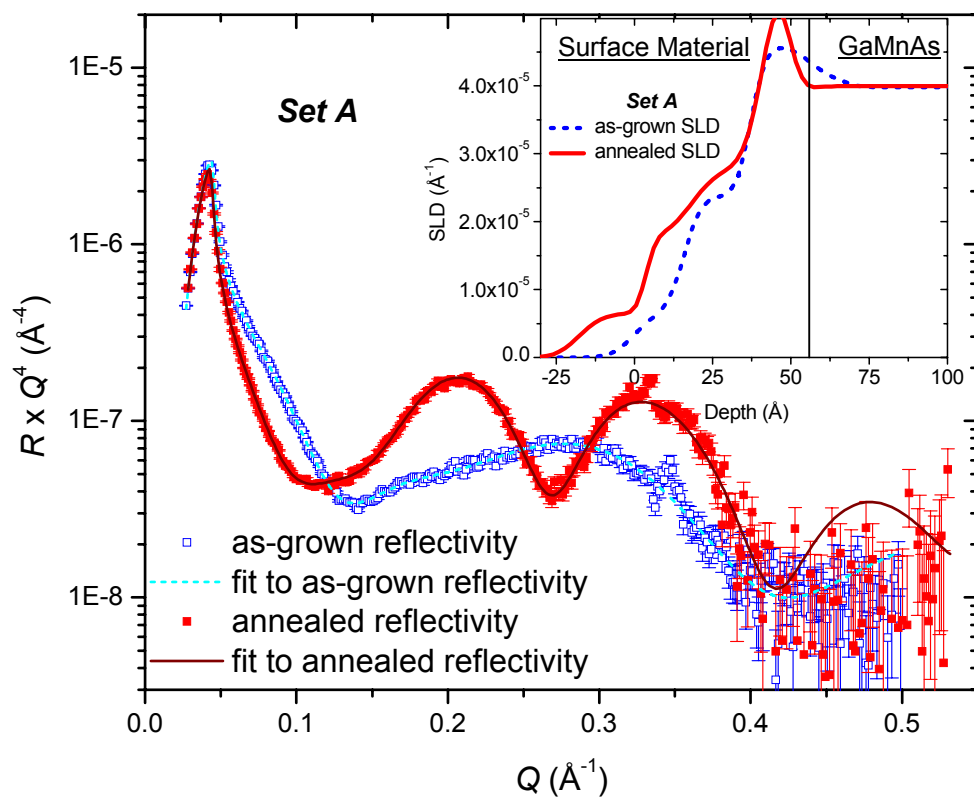 Surface Material
GaMnAs
Set A
as-grown SLD
annealed SLD
4.0x10⁻⁵
3.0x10⁻⁵
2.0x10⁻⁵
1.0x10⁻⁵
0.0
SLD (Å⁻¹)
-25 0 25 50 75 100
Depth (Å)
Set A
1E-5
1E-6
1E-7
1E-8
R x Q⁴ (Å⁻⁴)
as-grown reflectivity
fit to as-grown reflectivity
annealed reflectivity
fit to annealed reflectivity
0.0 0.1 0.2 0.3 0.4 0.5
Q (Å⁻¹)